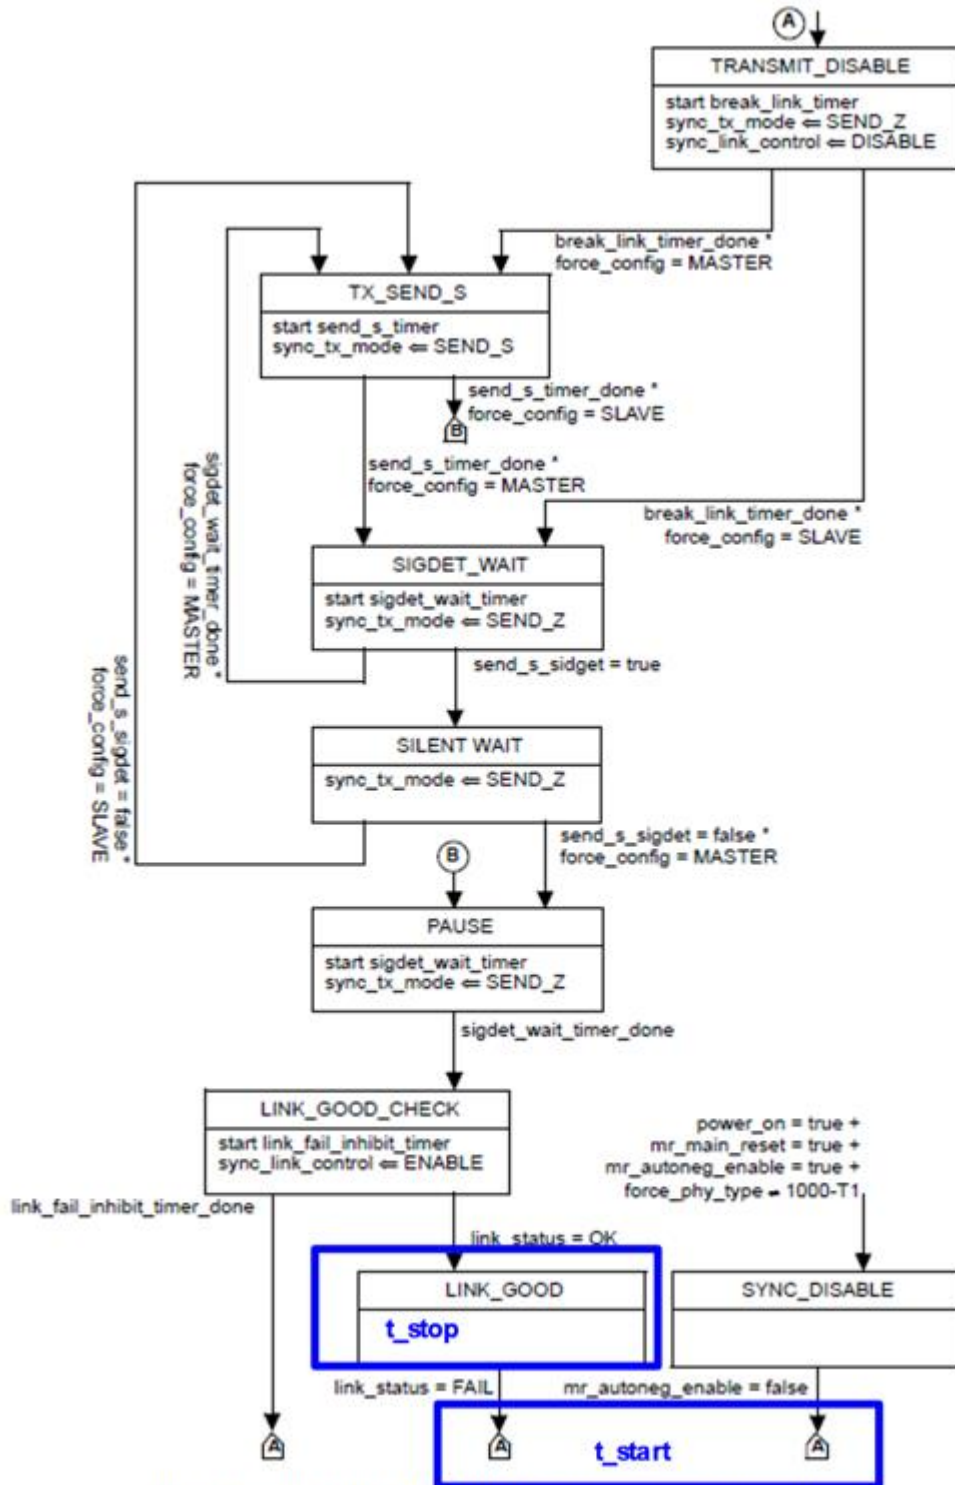 A
TRANSMIT_DISABLE
start break_link_timer
sync_tx_mode ⇐ SEND_Z
sync_link_control ⇐ DISABLE
break_link_timer_done *
force_config = MASTER
TX_SEND_S
start send_s_timer
sync_tx_mode ⇐ SEND_S
send_s_timer_done *
force_config = SLAVE
B
send_s_timer_done *
force_config = MASTER
break_link_timer_done *
force_config = SLAVE
sigdet_wait_timer_done *
force_config = MASTER
SIGDET_WAIT
start sigdet_wait_timer
sync_tx_mode ⇐ SEND_Z
send_s_sidget = true
send_s_sigdet = false *
force_config = SLAVE
SILENT WAIT
sync_tx_mode ⇐ SEND_Z
send_s_sigdet = false *
force_config = MASTER
B
PAUSE
start sigdet_wait_timer
sync_tx_mode ⇐ SEND_Z
sigdet_wait_timer_done
LINK_GOOD_CHECK
start link_fail_inhibit_timer
sync_link_control ⇐ ENABLE
power_on = true +
mr_main_reset = true +
mr_autoneg_enable = true +
force_phy_type ≠ 1000-T1
link_fail_inhibit_timer_done
link_status = OK
LINK_GOOD
t_stop
SYNC_DISABLE
link_status = FAIL
mr_autoneg_enable = false
A
A
t_start
A